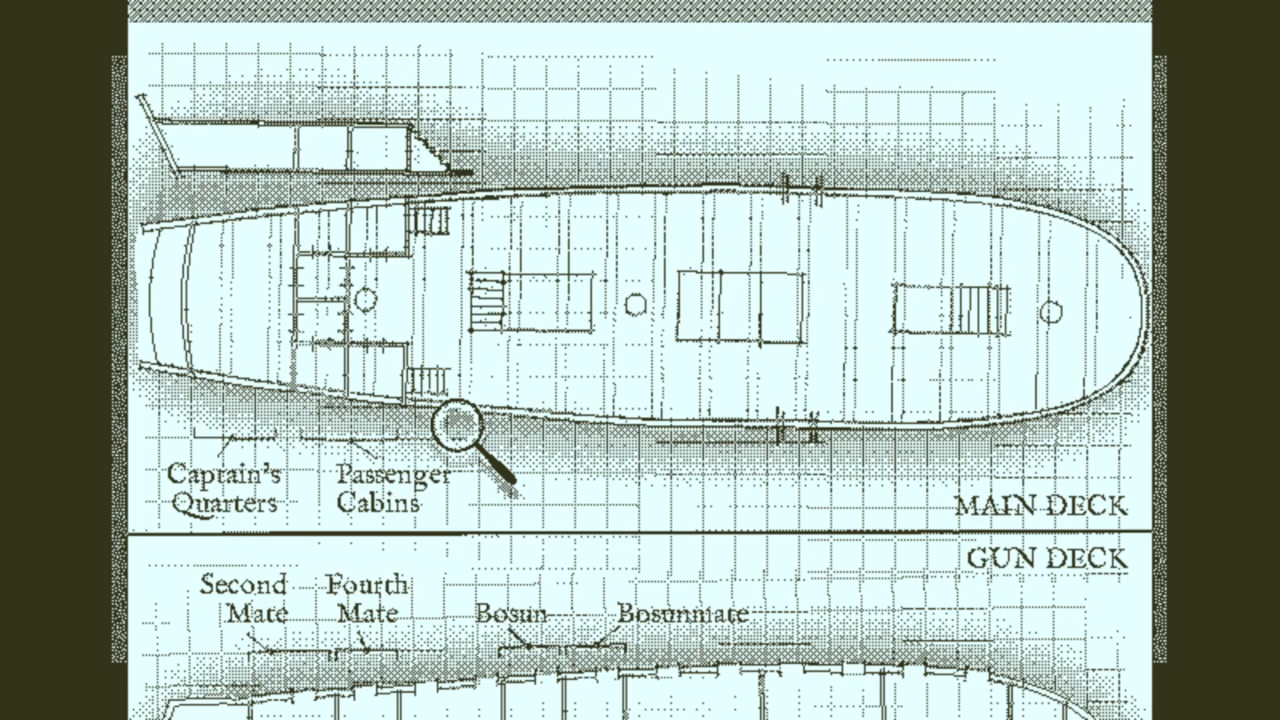 Captain's
Quarters
Passenger
Cabins
MAIN DECK
GUN DECK
Second
Mate
Fourth
Mate
Bosun
Bosunmate